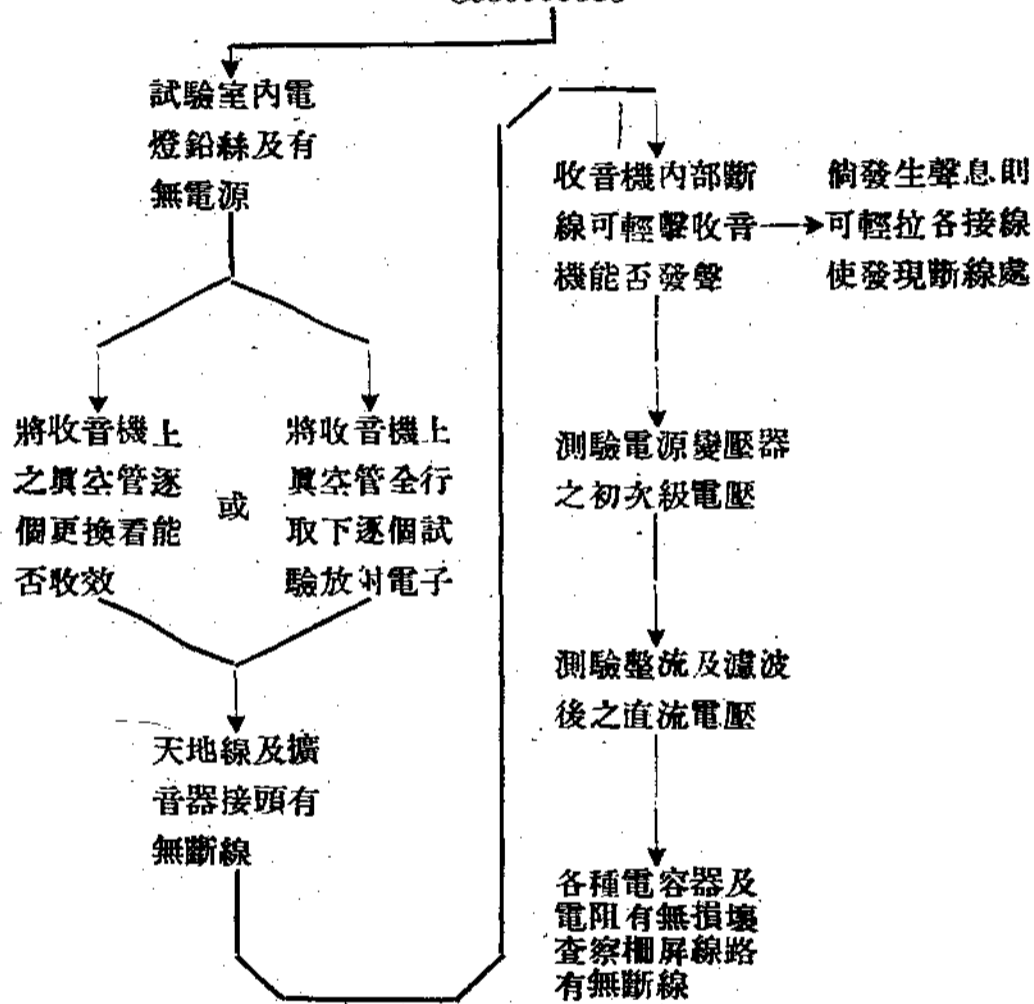 試驗室內電
燈鉛絲及有
無電源
將收音機上
之眞空管逐
個更換看能
否收效
或
將收音機上
眞空管全行
取下逐個試
驗放射電子
天地線及擴
音器接頭有
無斷線
收音機內部斷
線可輕擊收音
機能否發聲
倘發生聲息則
可輕拉各接線
使發現斷線處
測驗電源變壓器
之初次級電壓
測驗整流及濾波
後之直流電壓
各種電容器及
電阻有無損壞
查察柵屏線路
有無斷線